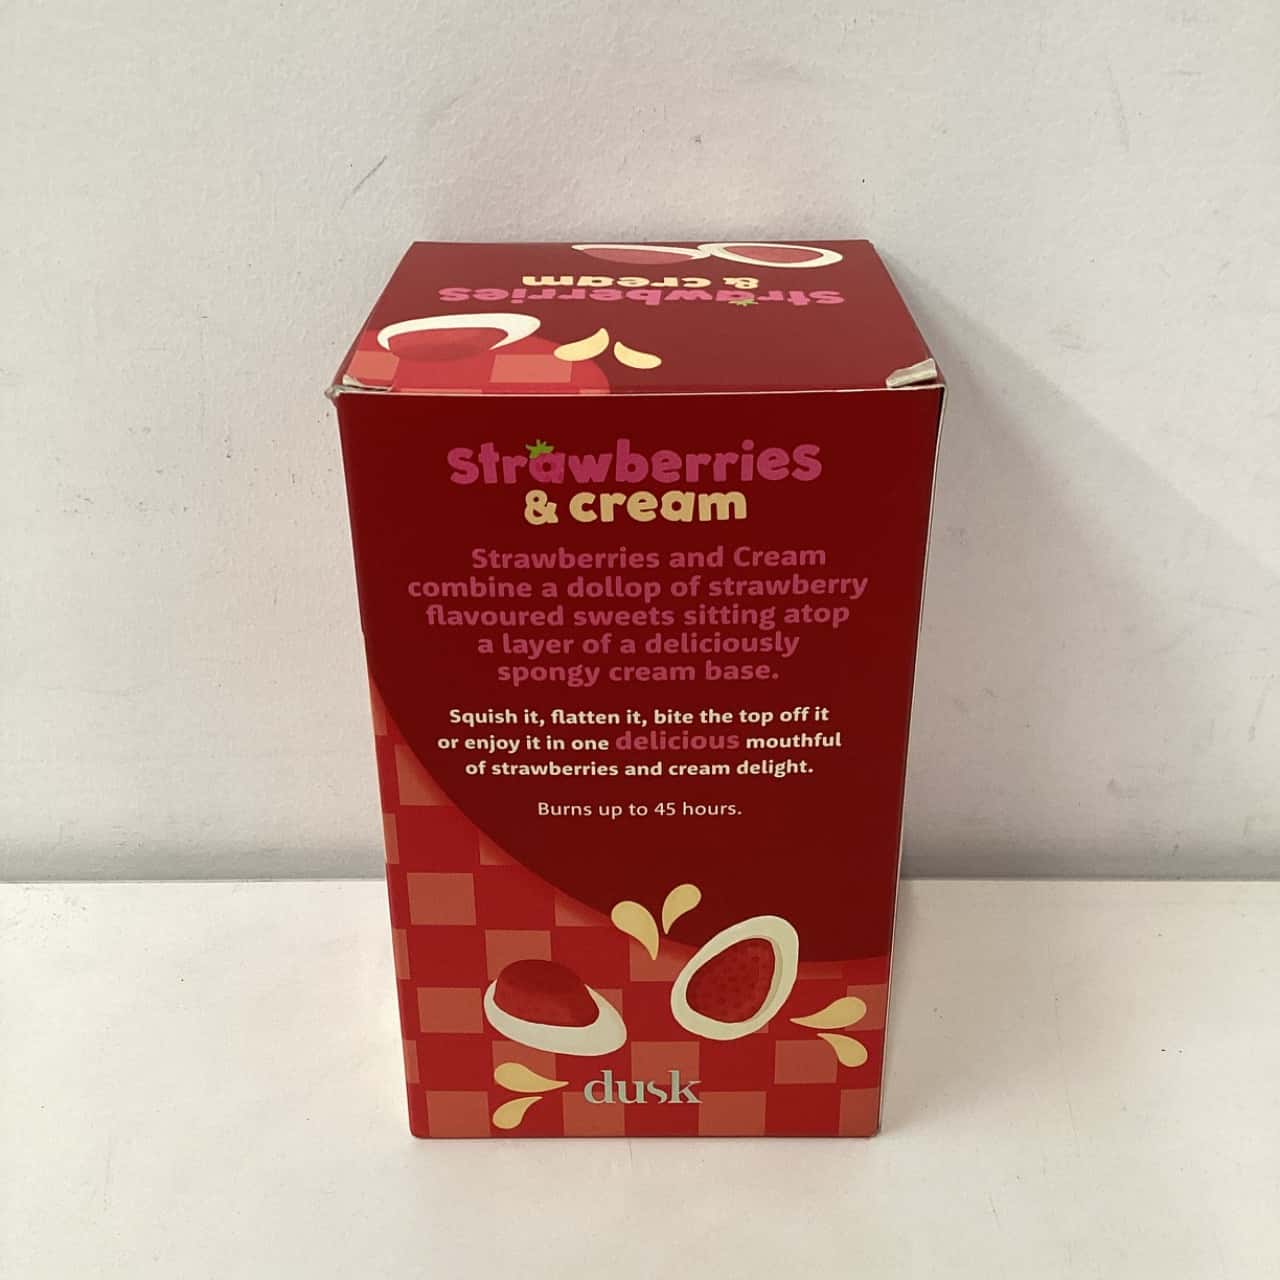 strawberries
& cream
strawberries
& cream
Strawberries and Cream
combine a dollop of strawberry
flavoured sweets sitting atop
a layer of a deliciously
spongy cream base.
Squish it, flatten it, bite the top off it
or enjoy it in one delicious mouthful
of strawberries and cream delight.
Burns up to 45 hours.
dusk